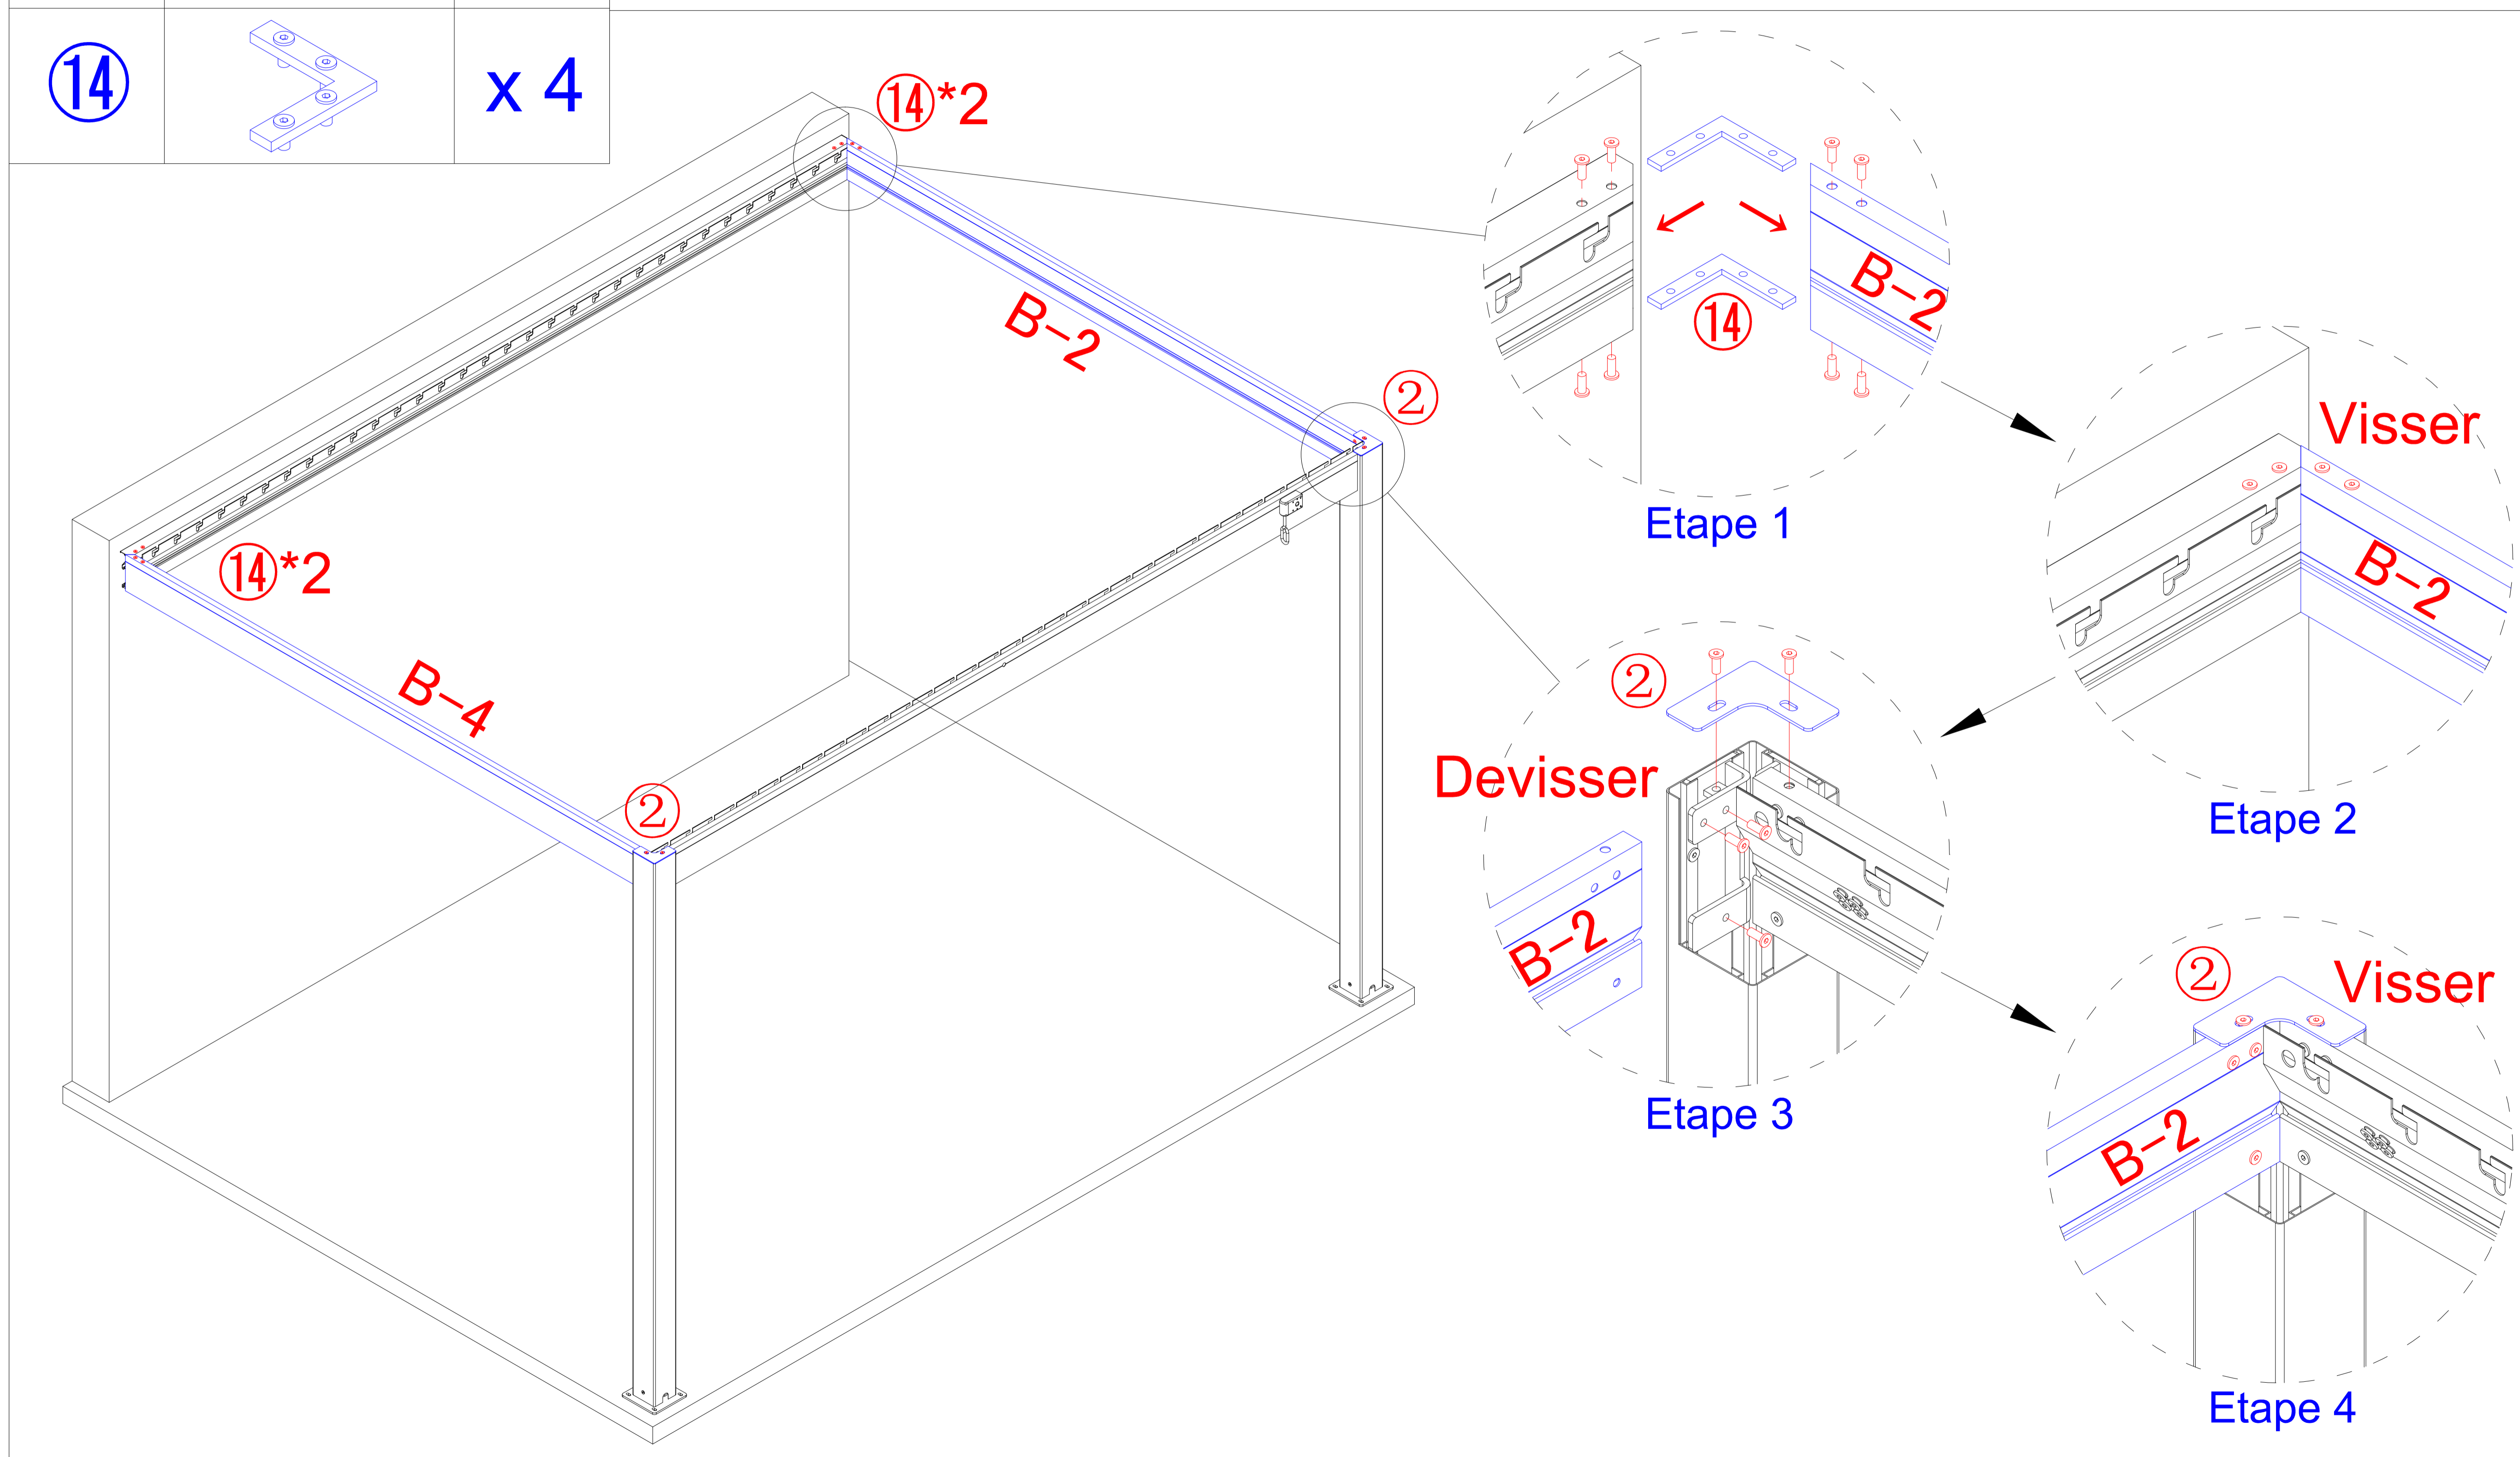 ⑭ x 4
⑭*2
B-2
②
⑭*2
B-4
②
⑭
B-2
Etape 1
Visser
B-2
Etape 2
②
Devisser
B-2
Etape 3
② Visser
B-2
Etape 4